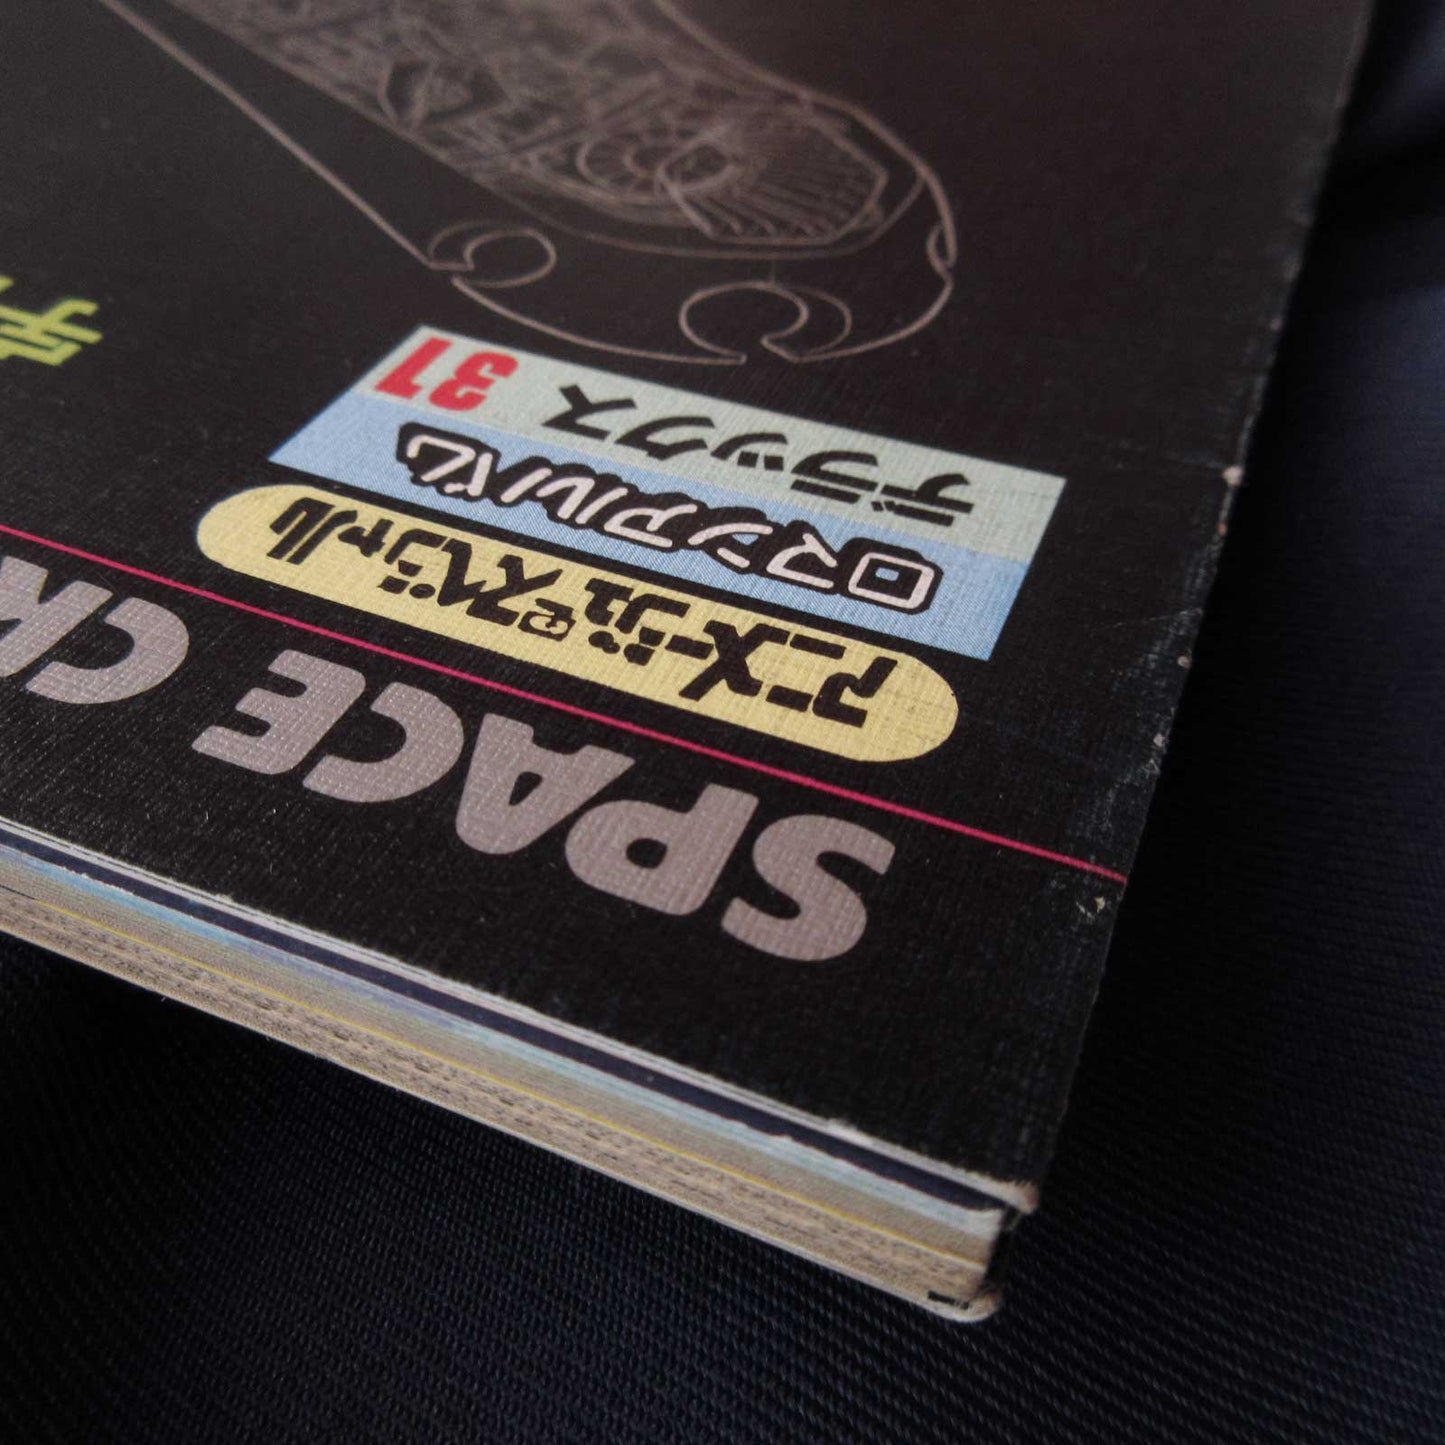 SPACE CR
アニメージュスペシャル
ロマンアルバム
デラックス 31